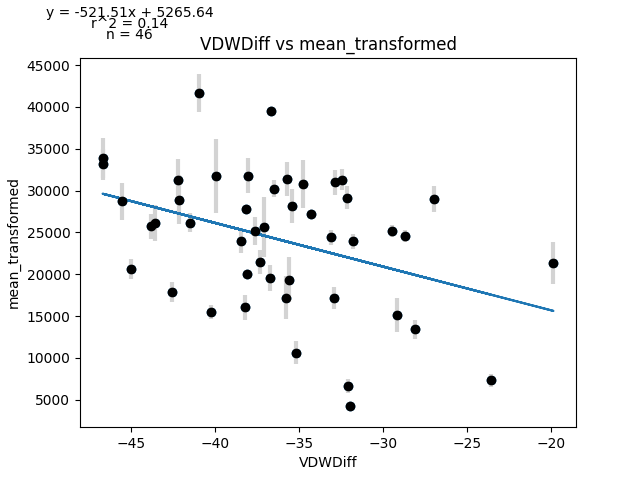 y = -521.51x + 5265.64
r^2 = 0.14
n = 46
VDWDiff vs mean_transformed
mean_transformed
45000
40000
35000
30000
25000
20000
15000
10000
5000
−45
−40
−35
−30
−25
−20
VDWDiff